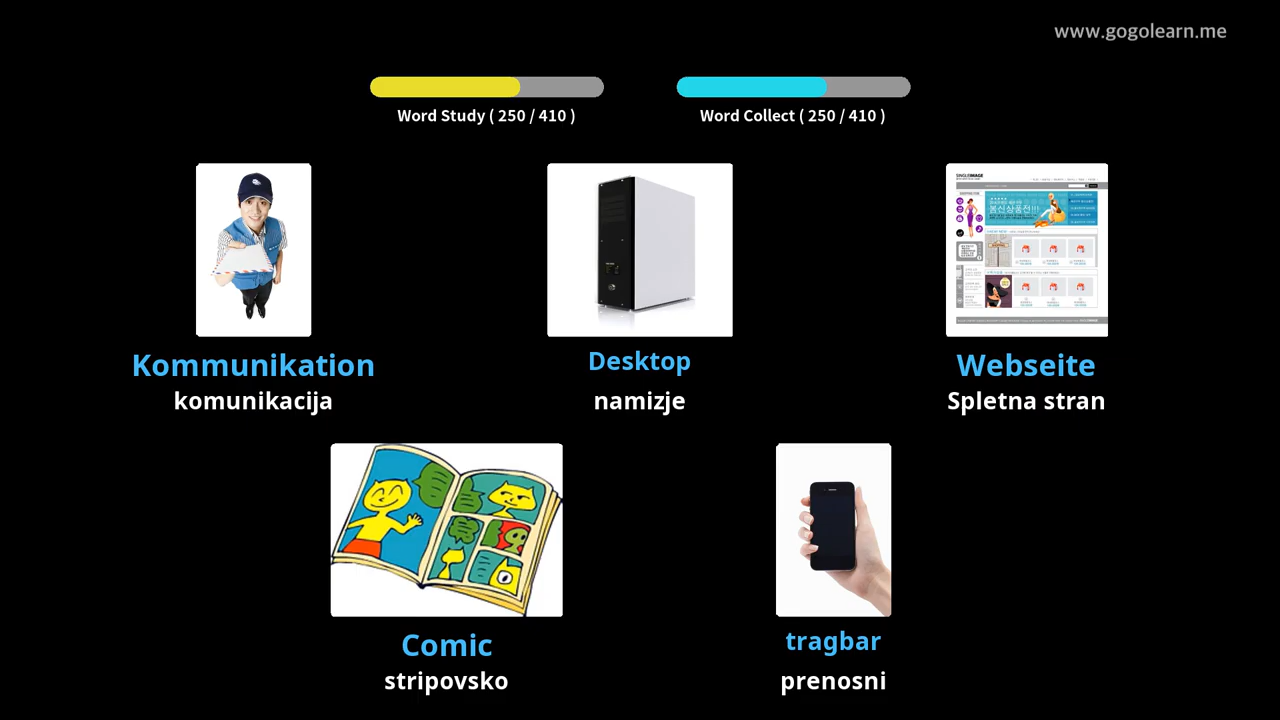 www.gogolearn.me
Word Study ( 250 / 410 )
Word Collect ( 250 / 410 )
Kommunikation
komunikacija
Desktop
namizje
Webseite
Spletna stran
Comic
stripovsko
tragbar
prenosni